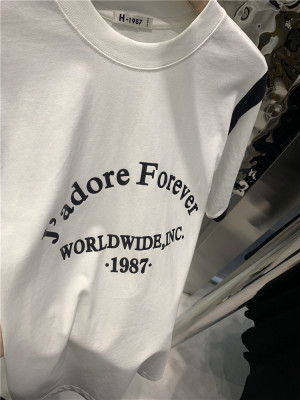 H-1987
J'adore Forever
WORLDWIDE, INC.
·1987·